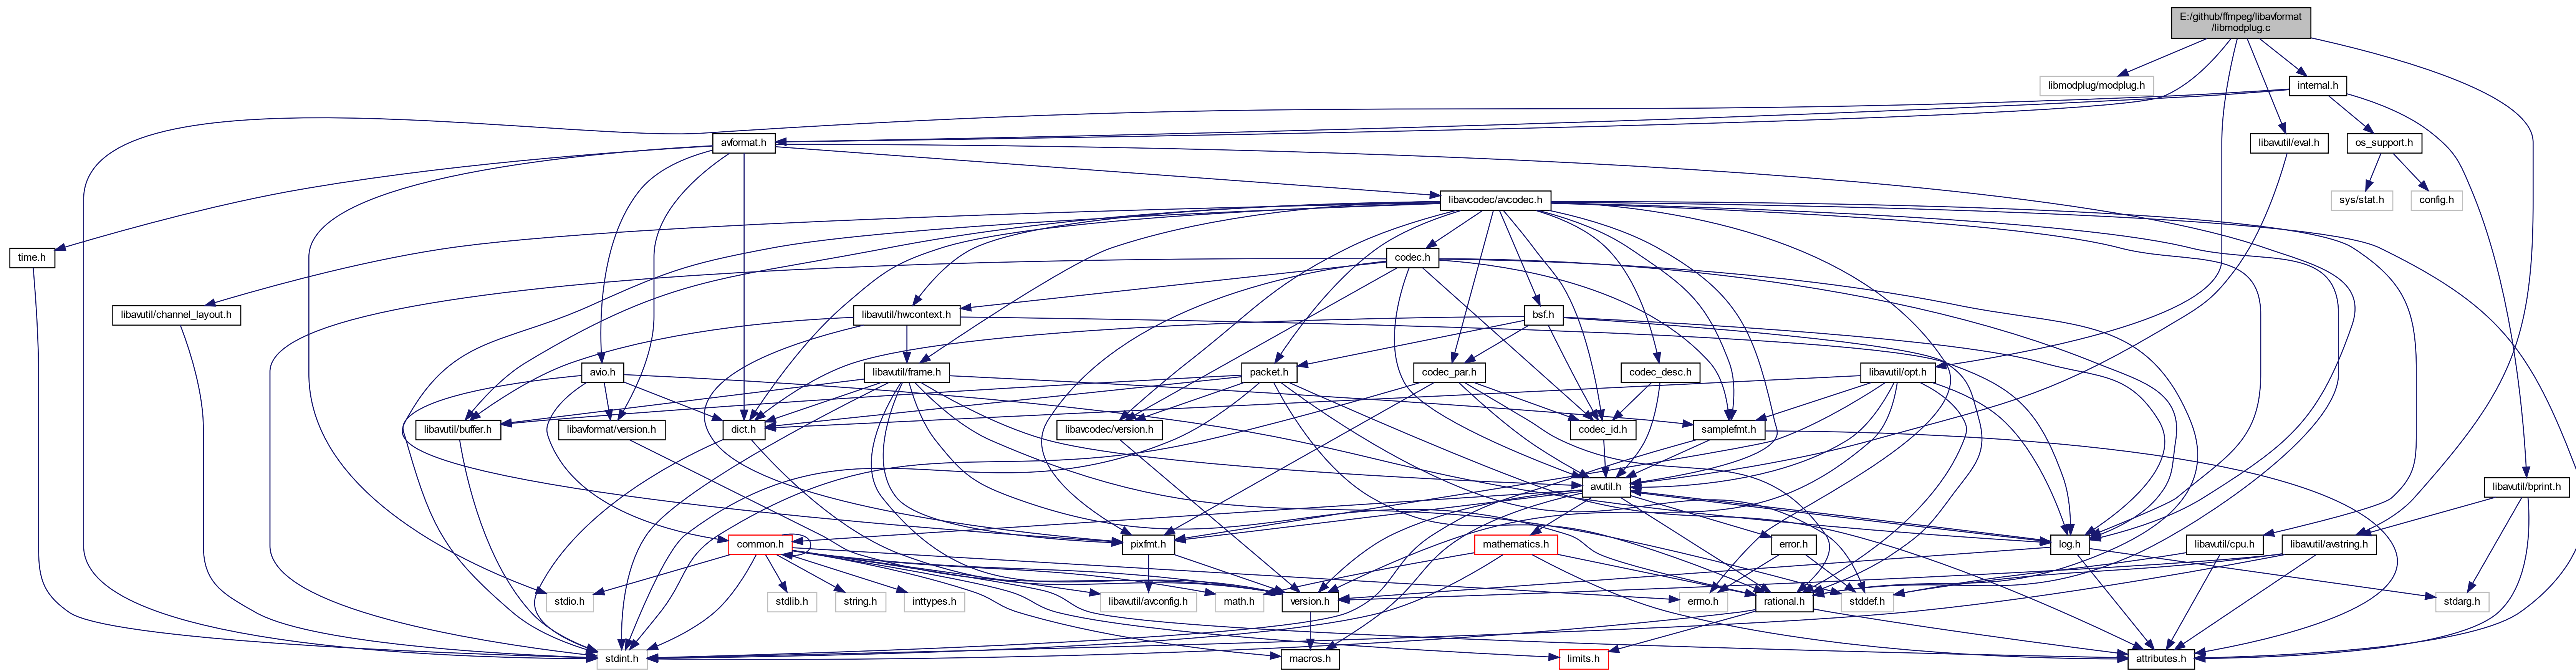 E:/github/ffmpeg/libavformat
/libmodplug.c
libmodplug/modplug.h
internal.h
avformat.h
libavutil/eval.h
os_support.h
libavcodec/avcodec.h
sys/stat.h
config.h
time.h
codec.h
libavutil/channel_layout.h
libavutil/hwcontext.h
bsf.h
avio.h
libavutil/frame.h
packet.h
codec_par.h
codec_desc.h
libavutil/opt.h
libavutil/buffer.h
libavformat/version.h
dict.h
libavcodec/version.h
codec_id.h
samplefmt.h
avutil.h
libavutil/bprint.h
common.h
pixfmt.h
mathematics.h
error.h
log.h
libavutil/cpu.h
libavutil/avstring.h
stdio.h
stdlib.h
string.h
inttypes.h
libavutil/avconfig.h
math.h
version.h
errno.h
rational.h
stddef.h
stdarg.h
stdint.h
macros.h
limits.h
attributes.h